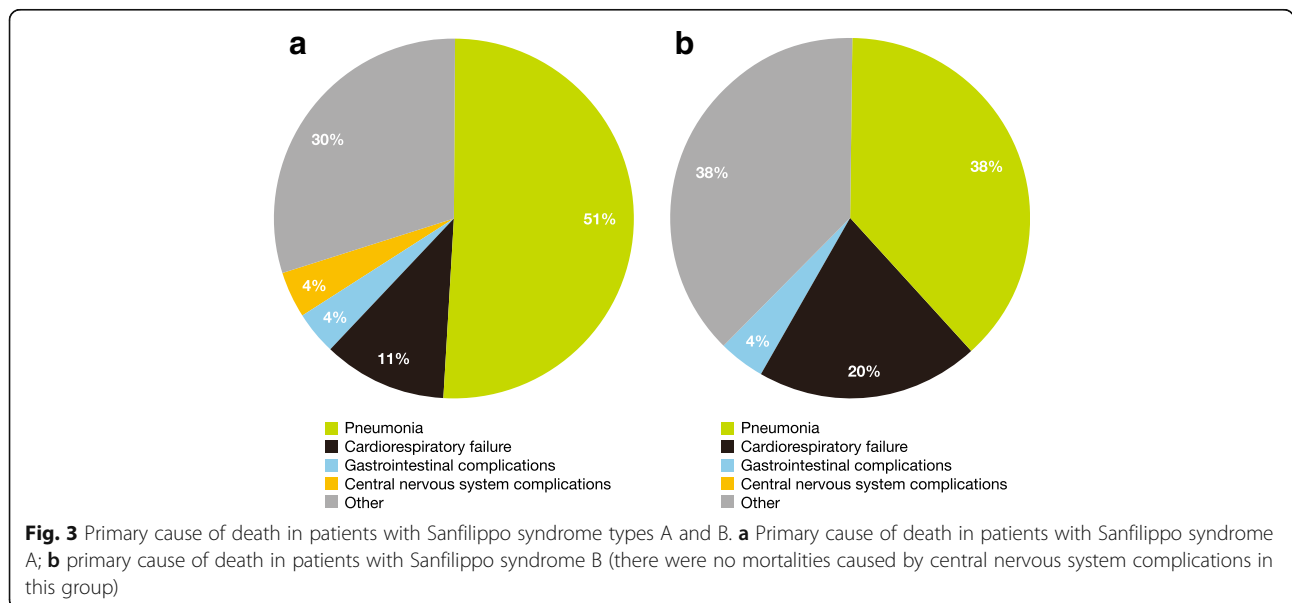 a
30%
51%
4%
4%
11%
Pneumonia
Cardiorespiratory failure
Gastrointestinal complications
Central nervous system complications
Other
b
38%
38%
4%
20%
Pneumonia
Cardiorespiratory failure
Gastrointestinal complications
Central nervous system complications
Other
Fig. 3 Primary cause of death in patients with Sanfilippo syndrome types A and B. a Primary cause of death in patients with Sanfilippo syndrome
A; b primary cause of death in patients with Sanfilippo syndrome B (there were no mortalities caused by central nervous system complications in
this group)